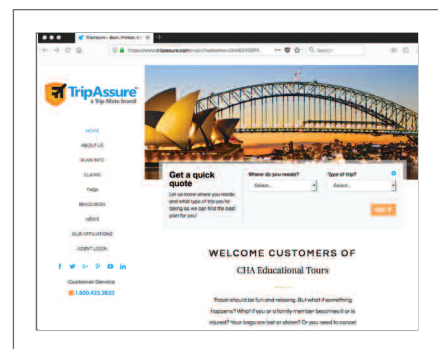 TripAssure
a Trip Mate brand
HOME
ABOUT US
PLAN INFO
CLAIMS
FAQs
RESOURCES
NEWS
OUR AFFILIATIONS
AGENT LOGIN
Customer Service
1.800.423.3632
Search
Get a quick
quote
Let us know where you reside
and what type of trip you're
taking so we can find the best
plan for you!
Where do you reside?
Select...
Type of trip?
Select...
WELCOME CUSTOMERS OF
CHA Educational Tours
Travel should be fun and relaxing. But what if something
happens? What if you or a family member becomes ill or is
injured? Your bags are lost or stolen? Or you need to cancel